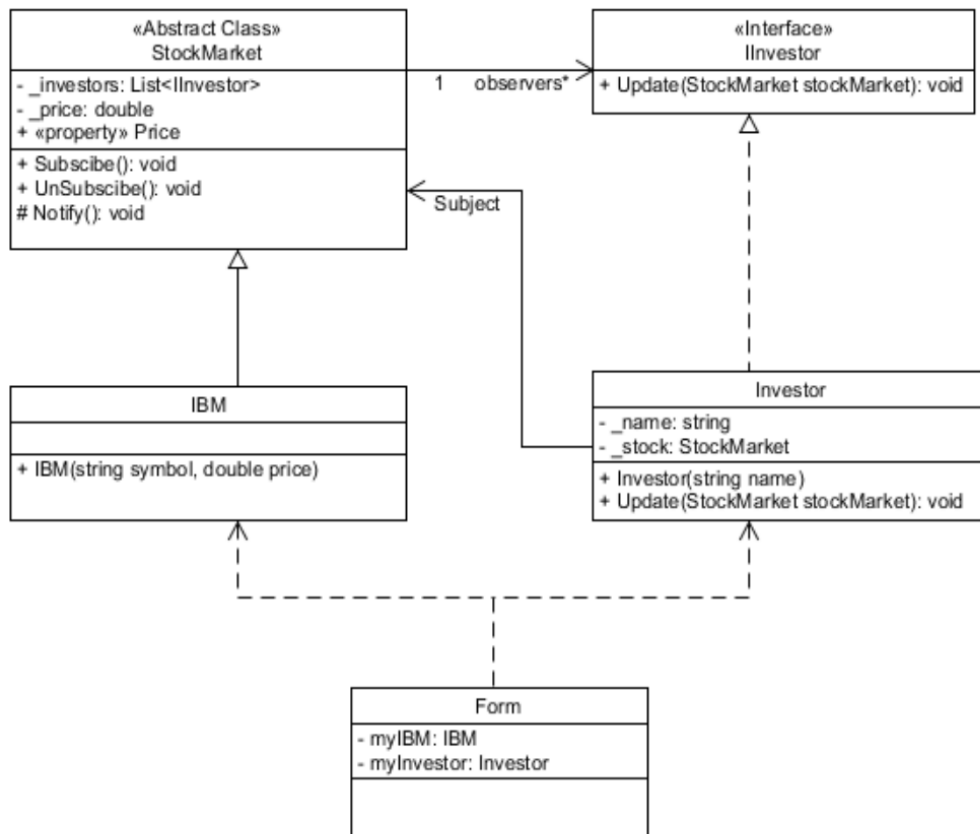 «Abstract Class»
StockMarket
- _investors: List<IInvestor>
- _price: double
+ «property» Price
+ Subscibe(): void
+ UnSubscibe(): void
# Notify(): void
1 observers*
«Interface»
IInvestor
+ Update(StockMarket stockMarket): void
Subject
IBM
+ IBM(string symbol, double price)
Investor
- _name: string
- _stock: StockMarket
+ Investor(string name)
+ Update(StockMarket stockMarket): void
Form
- myIBM: IBM
- myInvestor: Investor